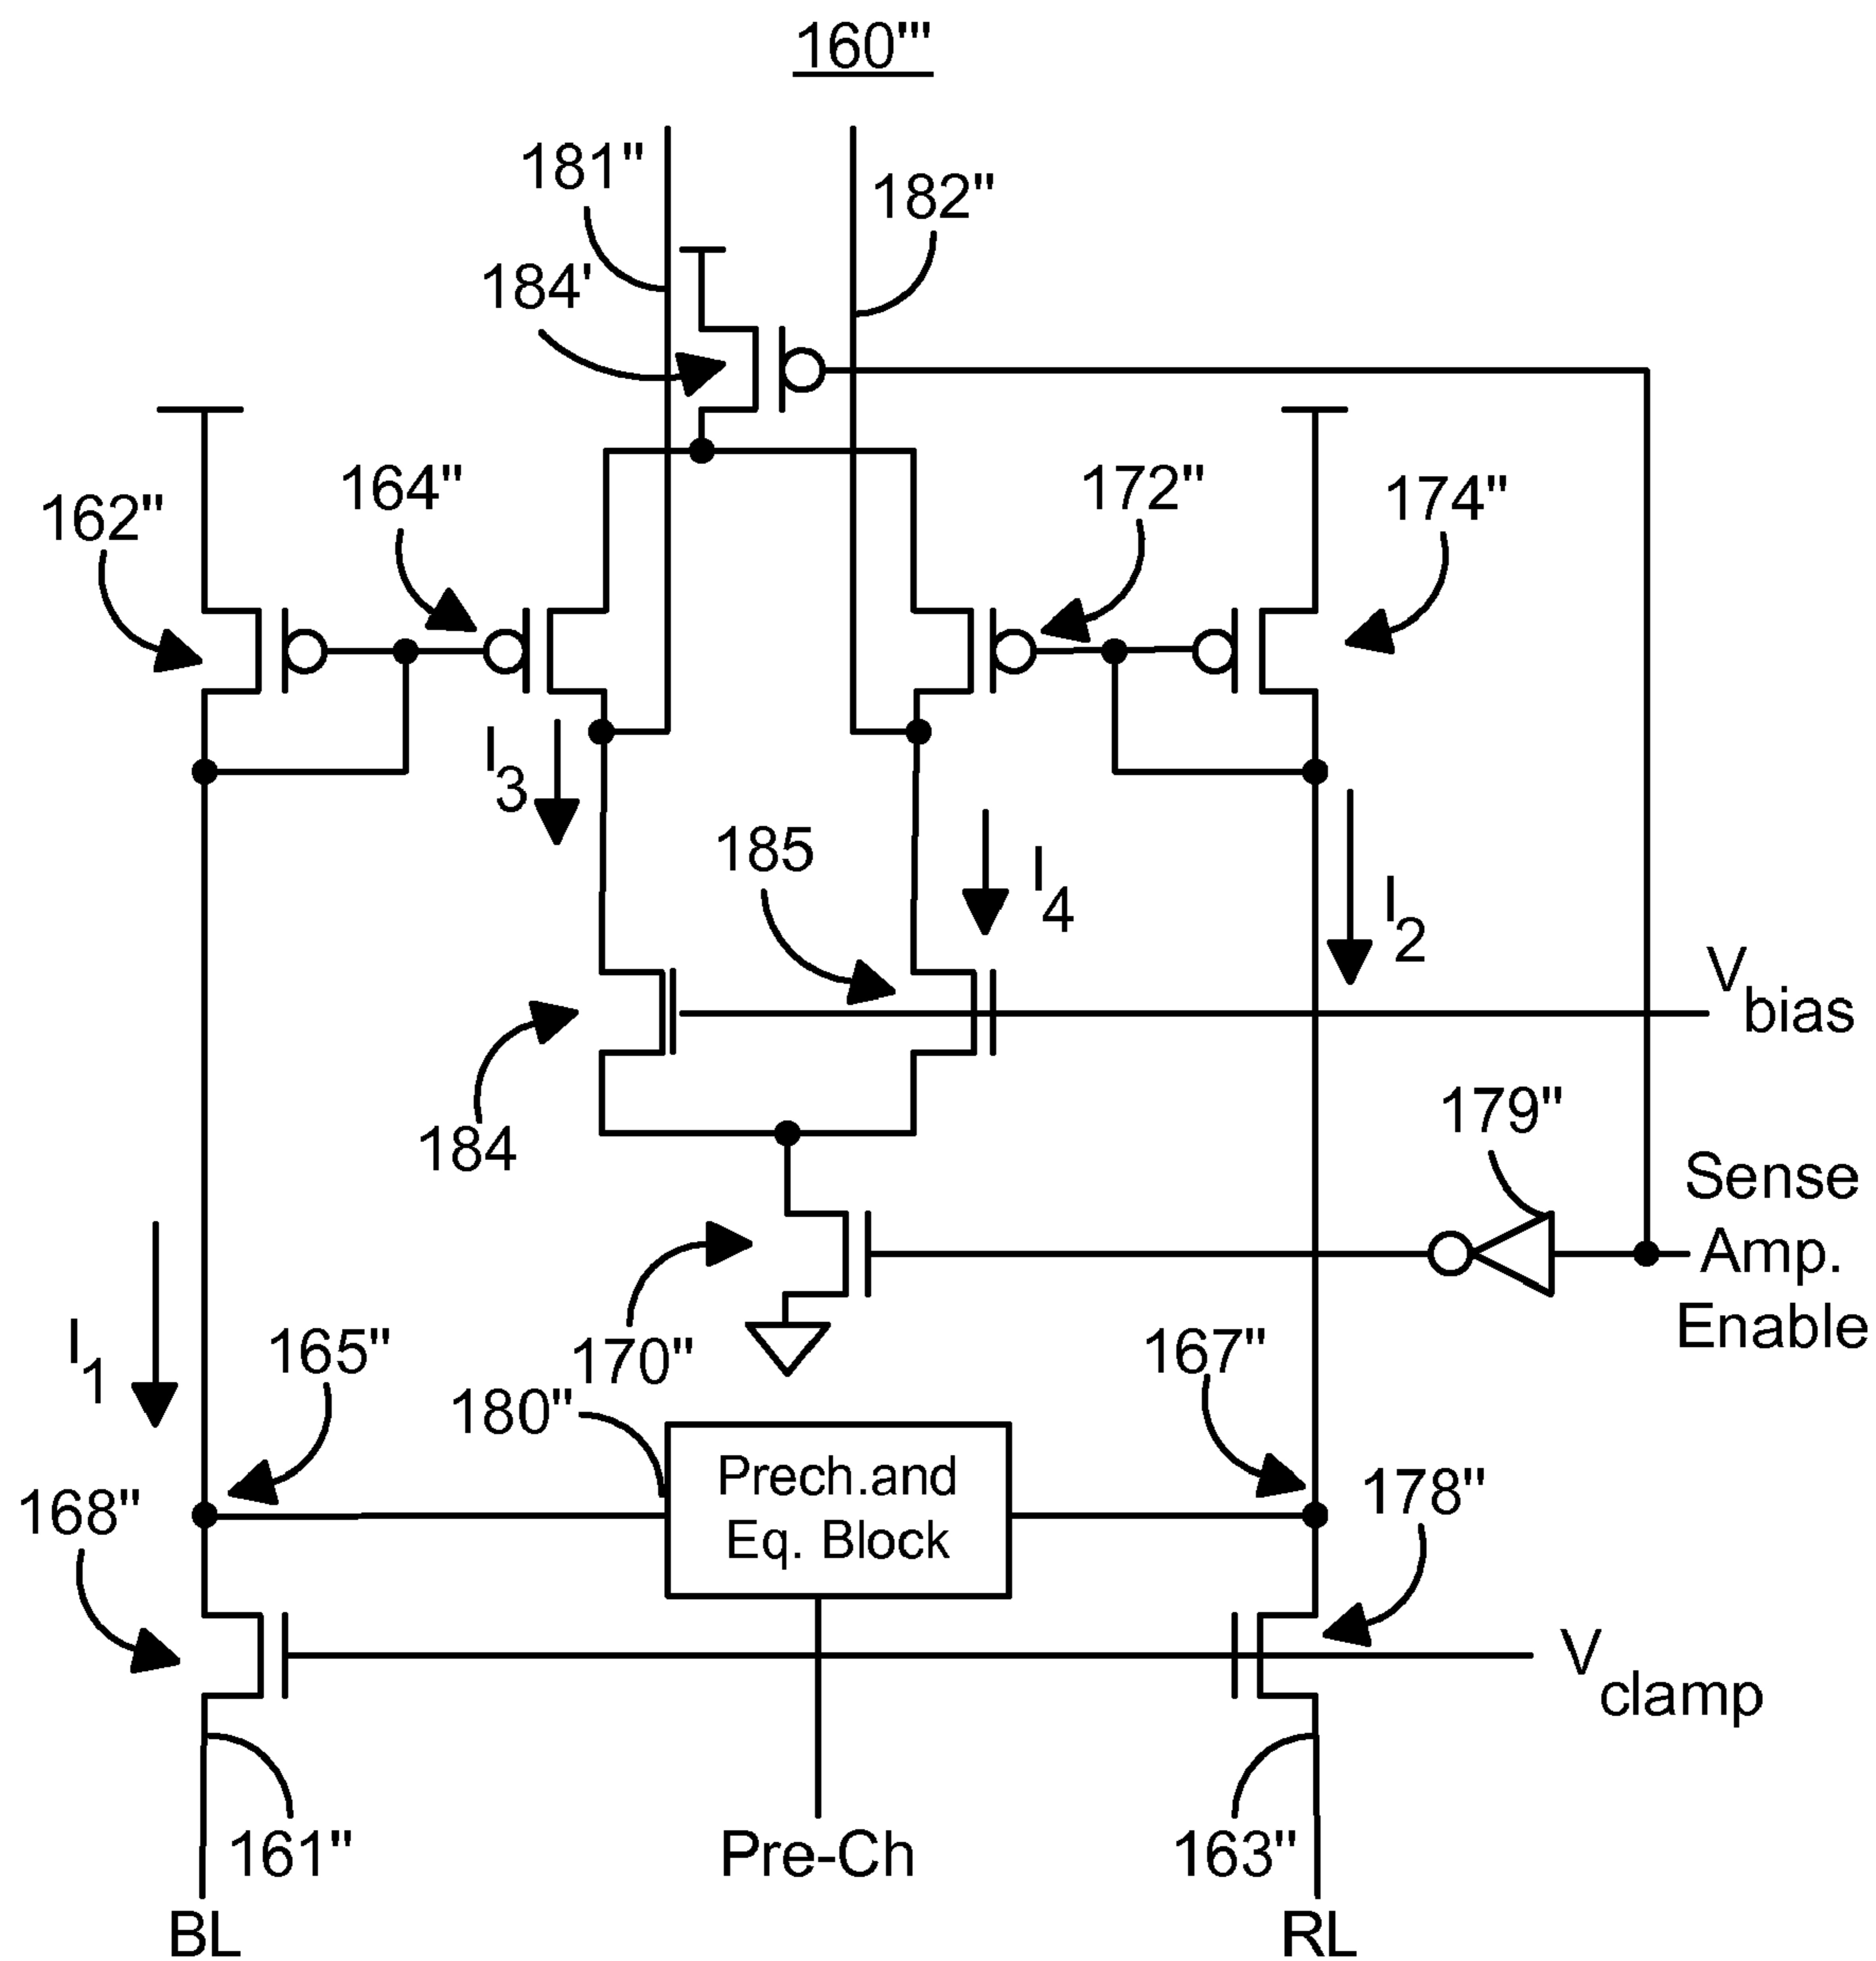 160'''
181"
182"
184'
164"
172"
174"
162"
I3
185
I4
I2
Vbias
184
179"
Sense
Amp.
Enable
I1
165"
170"
167"
180"
168"
Prech.and
Eq. Block
178"
Vclamp
161"
Pre-Ch
163"
BL
RL